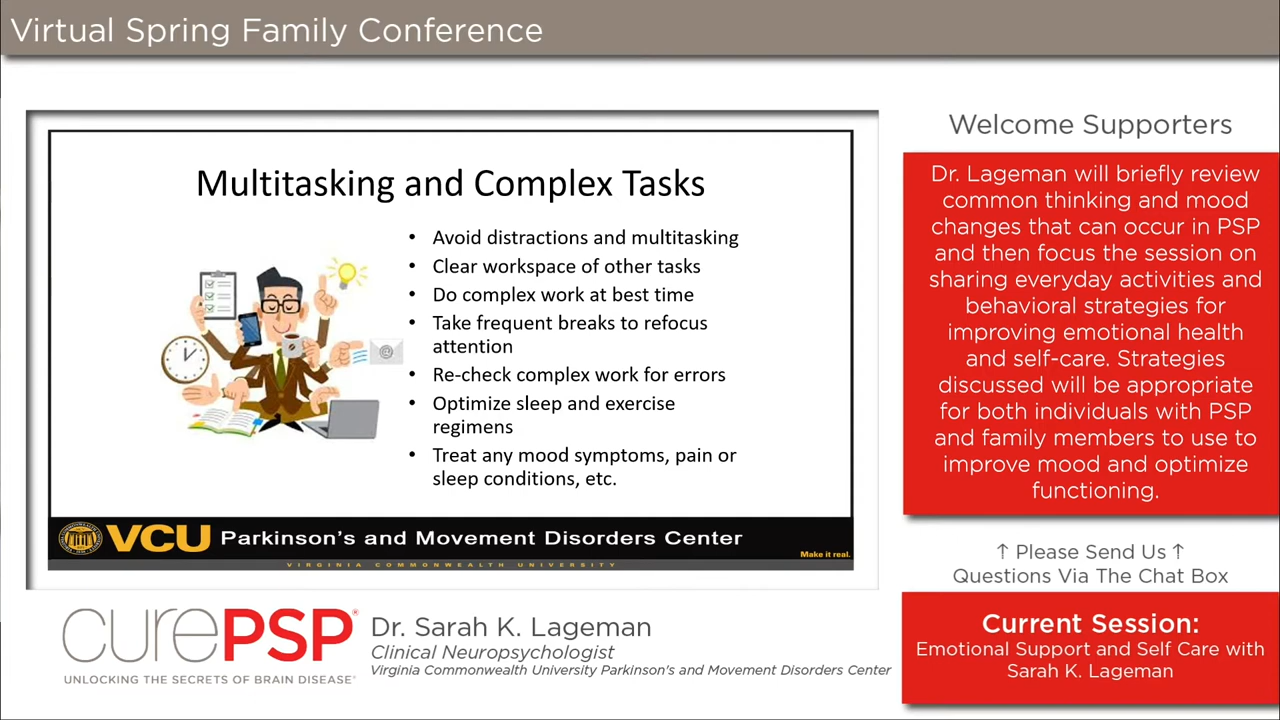 Virtual Spring Family Conference
Multitasking and Complex Tasks
• Avoid distractions and multitasking
• Clear workspace of other tasks
• Do complex work at best time
• Take frequent breaks to refocus
attention
• Re-check complex work for errors
• Optimize sleep and exercise
regimens
• Treat any mood symptoms, pain or
sleep conditions, etc.
@
VCU Parkinson's and Movement Disorders Center
Make it real.
VIRGINIA COMMONWEALTH UNIVERSITY
curePSP®
UNLOCKING THE SECRETS OF BRAIN DISEASE®
Dr. Sarah K. Lageman
Clinical Neuropsychologist
Virginia Commonwealth University Parkinson's and Movement Disorders Center
Welcome Supporters
Dr. Lageman will briefly review
common thinking and mood
changes that can occur in PSP
and then focus the session on
sharing everyday activities and
behavioral strategies for
improving emotional health
and self-care. Strategies
discussed will be appropriate
for both individuals with PSP
and family members to use to
improve mood and optimize
functioning.
↑ Please Send Us ↑
Questions Via The Chat Box
Current Session:
Emotional Support and Self Care with
Sarah K. Lageman